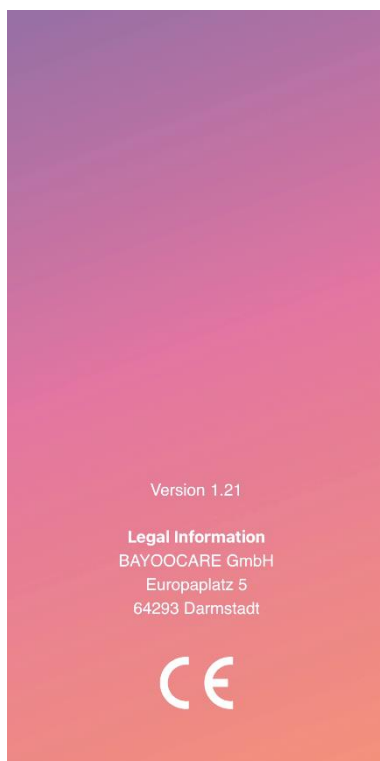 Version 1.21
Legal Information
BAYOOCARE GmbH
Europaplatz 5
64293 Darmstadt
CE